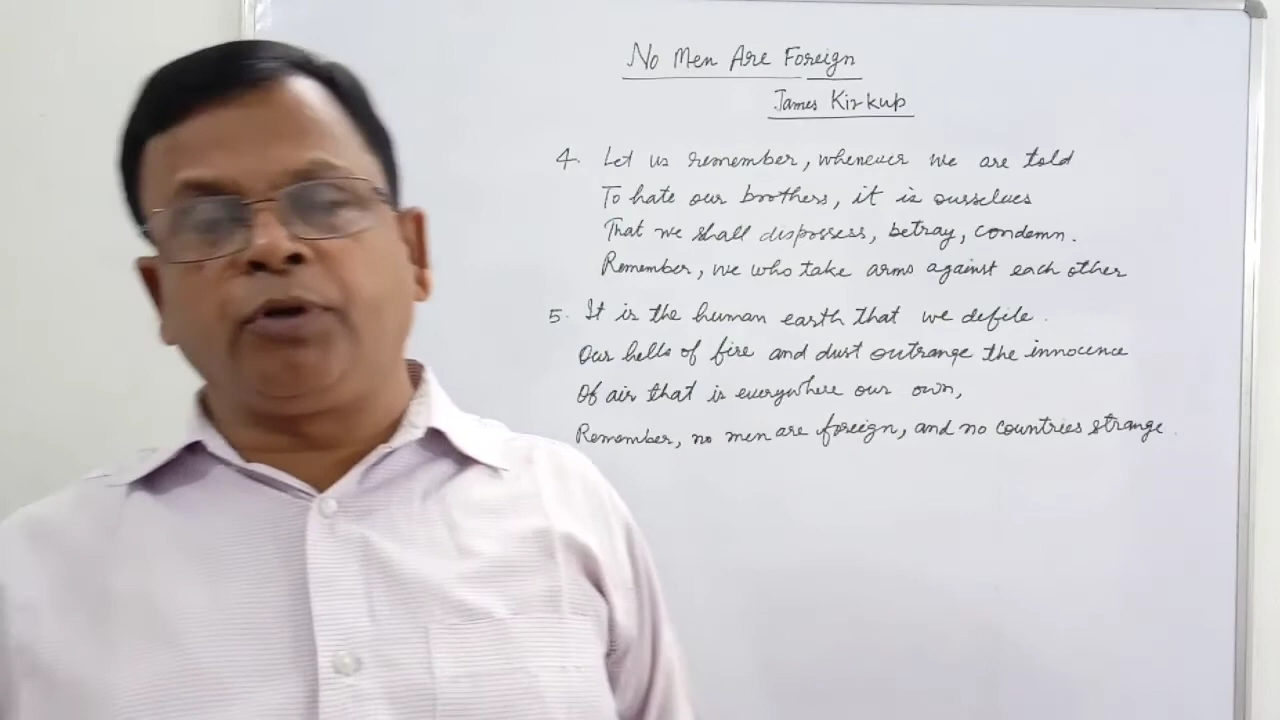 No Men Are Foreign
James Kirkup
4. Let us remember, whenever we are told
To hate our brothers, it is ourselves
That we shall dispossess, betray, condemn.
Remember, we who take arms against each other
5. It is the human earth that we defile.
Our hells of fire and dust outrange the innocence
Of air that is everywhere our own,
Remember, no men are foreign, and no countries strange.